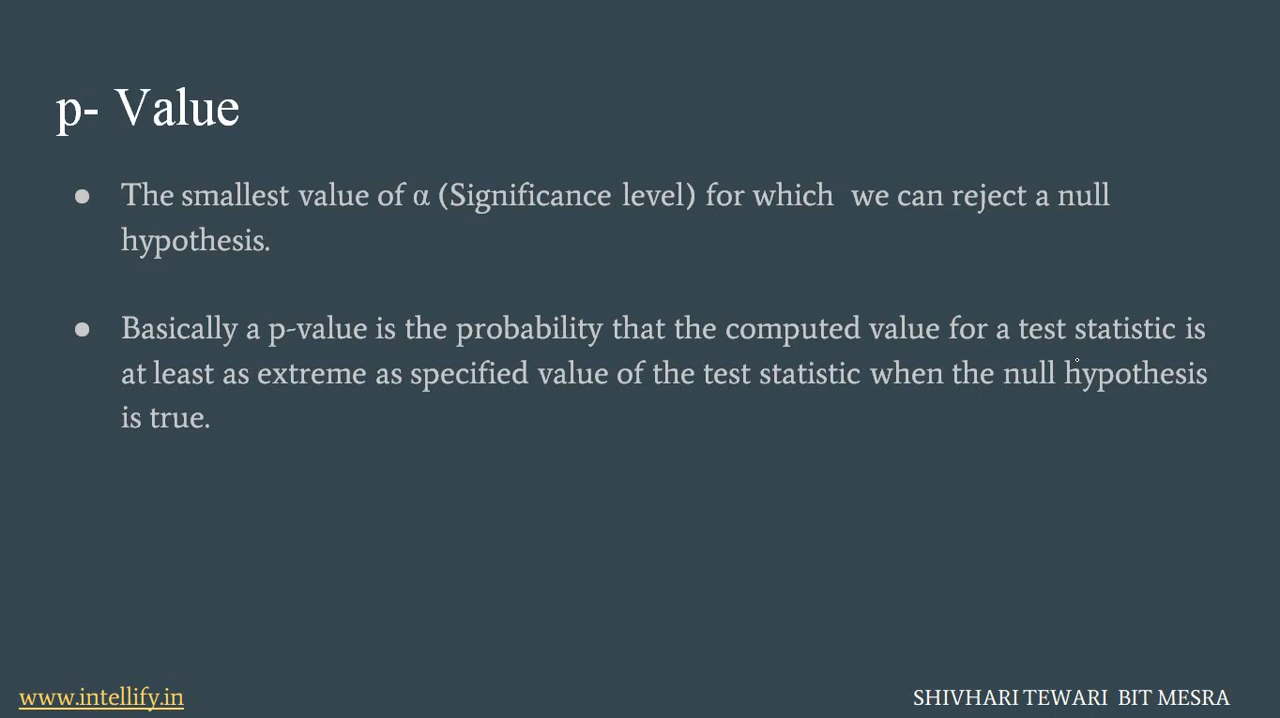 p- Value
● The smallest value of α (Significance level) for which we can reject a null
hypothesis.
● Basically a p-value is the probability that the computed value for a test statistic is
at least as extreme as specified value of the test statistic when the null hypothesis
is true.
www.intellify.in
SHIVHARI TEWARI BIT MESRA